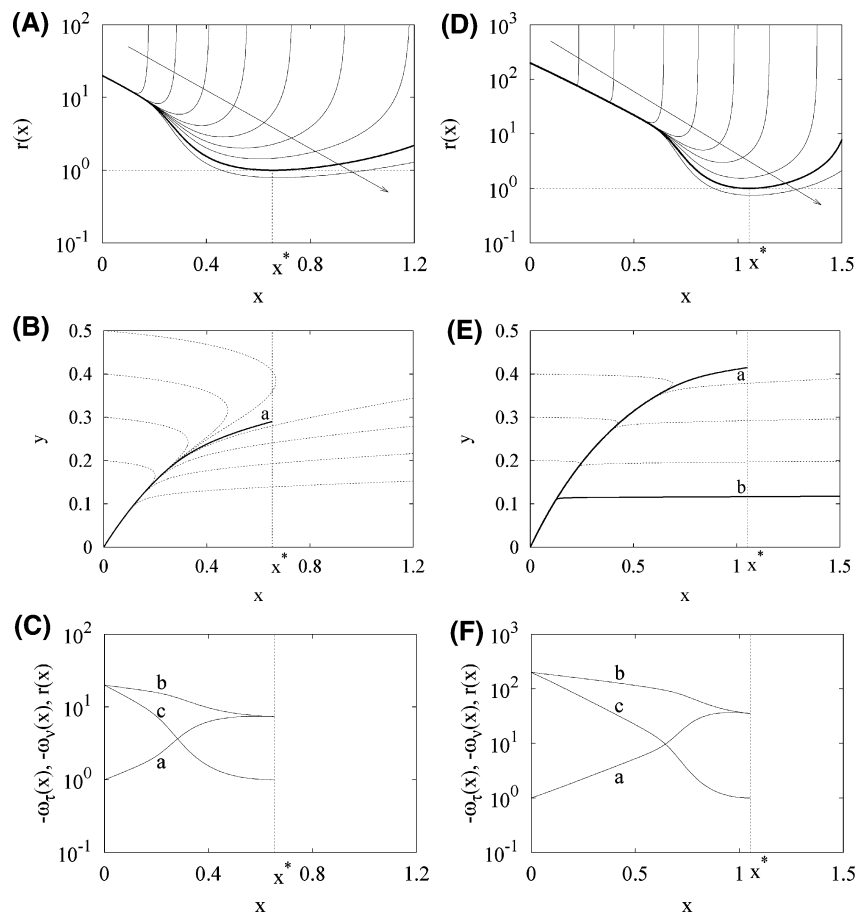 (A)
10^2
10^1
10^0
10^-1
r(x)
0 0.4 x* 0.8 1.2
x
(D)
10^3
10^2
10^1
10^0
10^-1
r(x)
0 0.5 1 x* 1.5
x
(B)
0.5
0.4
0.3
0.2
0.1
0
y
a
0 0.4 x* 0.8 1.2
x
(E)
0.5
0.4
0.3
0.2
0.1
0
y
a
b
0 0.5 1 x* 1.5
x
(C)
10^2
10^1
10^0
10^-1
-ω_τ(x), -ω_ν(x), r(x)
b
c
a
0 0.4 x* 0.8 1.2
x
(F)
10^3
10^2
10^1
10^0
10^-1
-ω_τ(x), -ω_ν(x), r(x)
b
c
a
0 0.5 1 x* 1.5
x